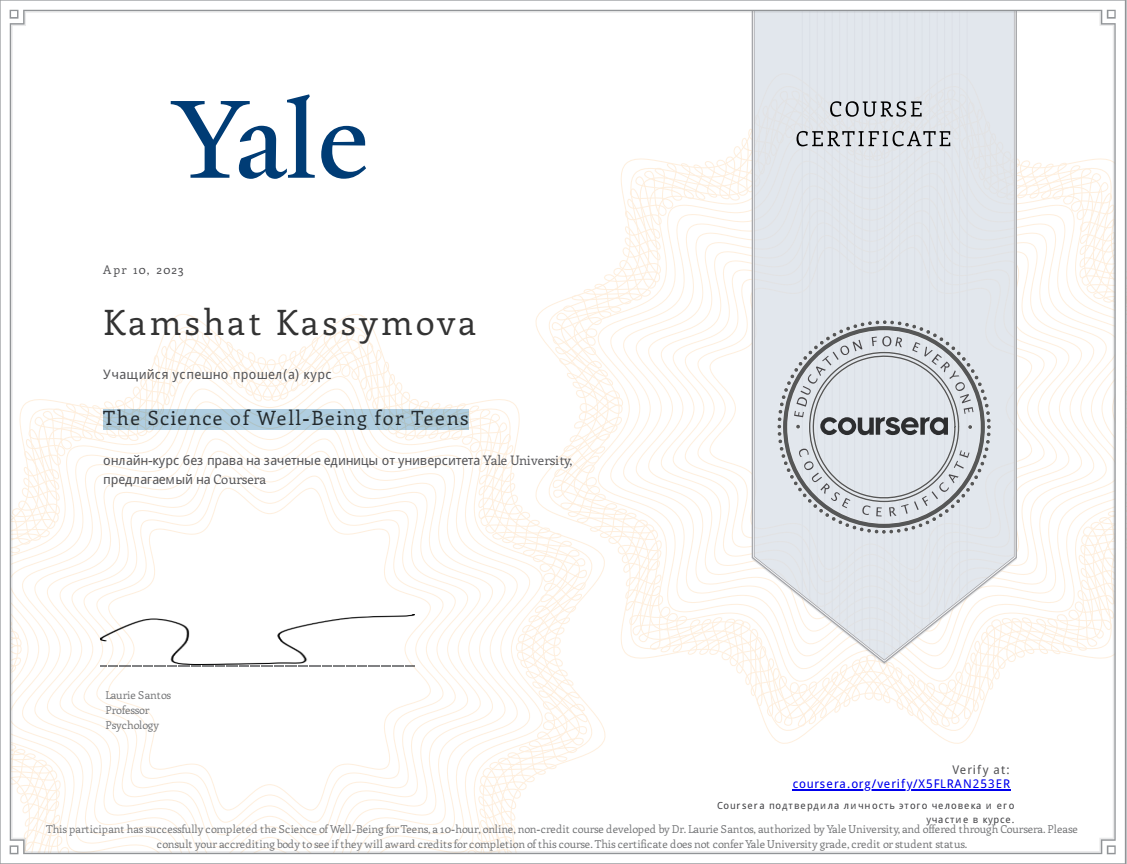 Yale
COURSE
CERTIFICATE
Apr 10, 2023
Kamshat Kassymova
Учащийся успешно прошел(а) курс
The Science of Well-Being for Teens
онлайн-курс без права на зачетные единицы от университета Yale University,
предлагаемый на Coursera
EDUCATION FOR EVERYONE
coursera
COURSE CERTIFICATE
Laurie Santos
Professor
Psychology
Verify at:
coursera.org/verify/X5FLRAN253ER
Coursera подтвердила личность этого человека и его
участие в курсе.
This participant has successfully completed the Science of Well-Being for Teens, a 10-hour, online, non-credit course developed by Dr. Laurie Santos, authorized by Yale University, and offered through Coursera. Please
consult your accrediting body to see if they will award credits for completion of this course. This certificate does not confer Yale University grade, credit or student status.